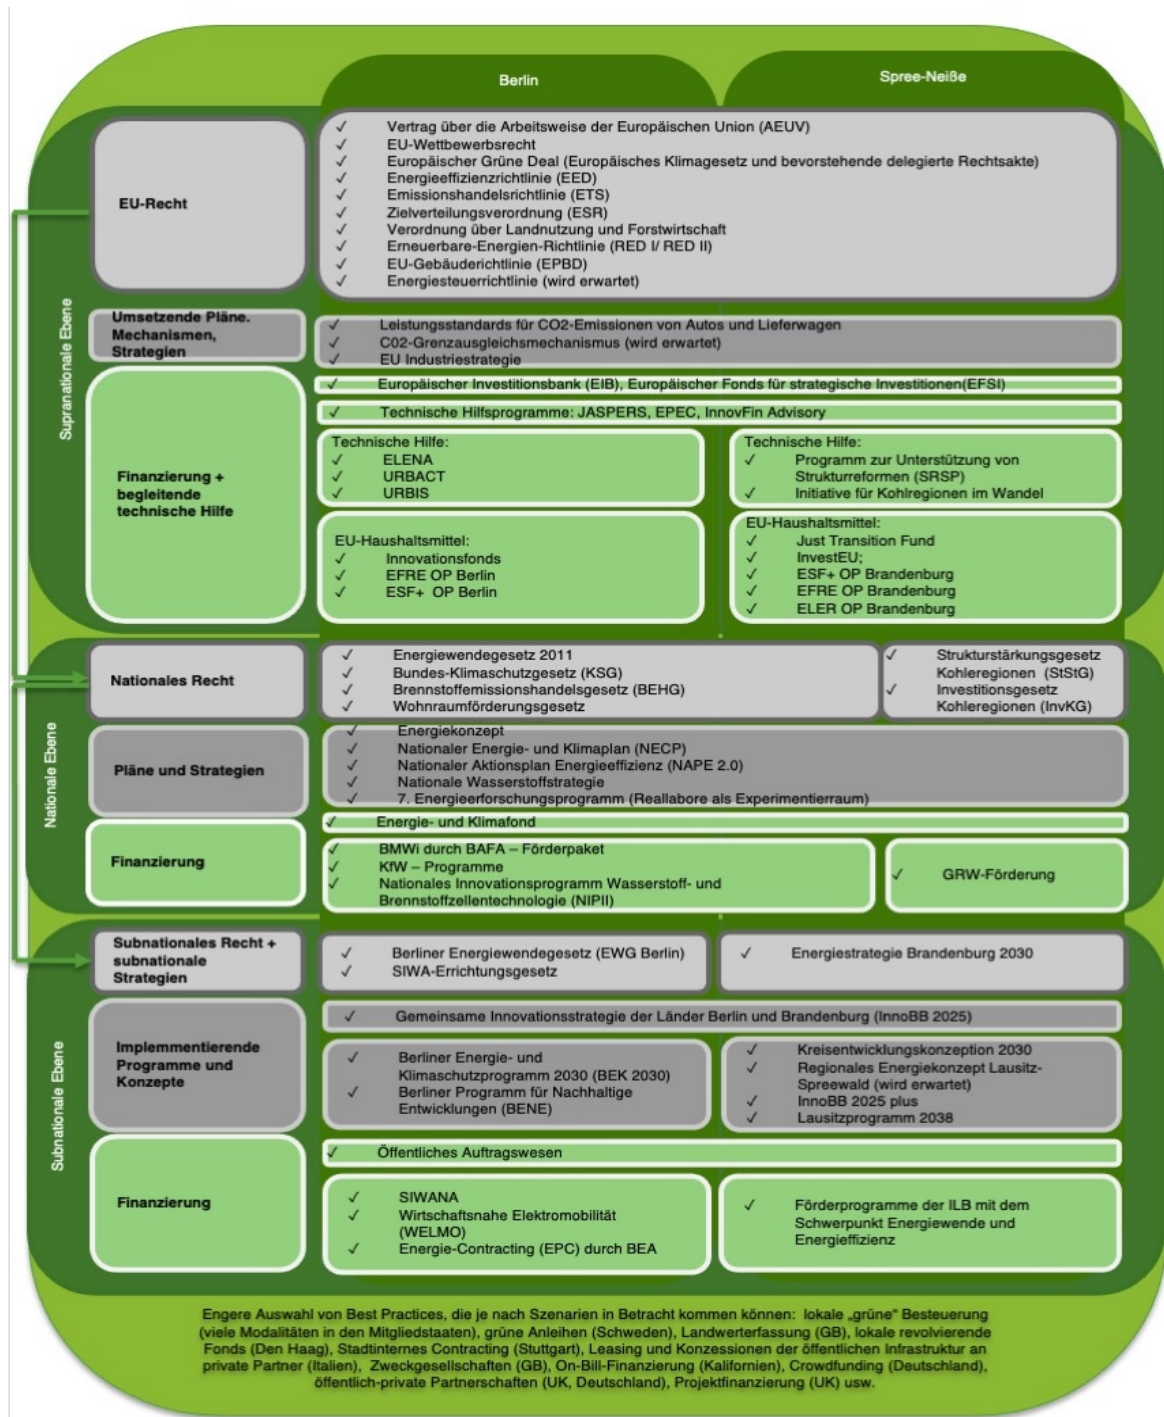 Berlin
Spree-Neiße
Supranationale Ebene
EU-Recht
✓ Vertrag über die Arbeitsweise der Europäischen Union (AEUV)
✓ EU-Wettbewerbsrecht
✓ Europäischer Grüne Deal (Europäisches Klimagesetz und bevorstehende delegierte Rechtsakte)
✓ Energieeffizienzrichtlinie (EED)
✓ Emissionshandelsrichtlinie (ETS)
✓ Zielverteilungsverordnung (ESR)
✓ Verordnung über Landnutzung und Forstwirtschaft
✓ Erneuerbare-Energien-Richtlinie (RED I/ RED II)
✓ EU-Gebäuderichtlinie (EPBD)
✓ Energiesteuerrichtlinie (wird erwartet)
Umsetzende Pläne.
Mechanismen,
Strategien
✓ Leistungsstandards für CO2-Emissionen von Autos und Lieferwagen
✓ C02-Grenzausgleichsmechanismus (wird erwartet)
✓ EU Industriestrategie
Finanzierung +
begleitende
technische Hilfe
✓ Europäischer Investitionsbank (EIB), Europäischer Fonds für strategische Investitionen(EFSI)
✓ Technische Hilfsprogramme: JASPERS, EPEC, InnovFin Advisory
Technische Hilfe:
✓ ELENA
✓ URBACT
✓ URBIS
Technische Hilfe:
✓ Programm zur Unterstützung von
Strukturreformen (SRSP)
✓ Initiative für Kohlregionen im Wandel
EU-Haushaltsmittel:
✓ Innovationsfonds
✓ EFRE OP Berlin
✓ ESF+ OP Berlin
EU-Haushaltsmittel:
✓ Just Transition Fund
✓ InvestEU;
✓ ESF+ OP Brandenburg
✓ EFRE OP Brandenburg
✓ ELER OP Brandenburg
Nationale Ebene
Nationales Recht
✓ Energiewendegesetz 2011
✓ Bundes-Klimaschutzgesetz (KSG)
✓ Brennstoffemissionshandelsgesetz (BEHG)
✓ Wohnraumförderungsgesetz
✓ Strukturstärkungsgesetz
Kohleregionen (StStG)
✓ Investitionsgesetz
Kohleregionen (InvKG)
Pläne und Strategien
✓ Energiekonzept
✓ Nationaler Energie- und Klimaplan (NECP)
✓ Nationaler Aktionsplan Energieeffizienz (NAPE 2.0)
✓ Nationale Wasserstoffstrategie
✓ 7. Energieerforschungsprogramm (Reallabore als Experimentierraum)
Finanzierung
✓ Energie- und Klimafond
✓ BMWi durch BAFA – Förderpaket
✓ KfW – Programme
✓ Nationales Innovationsprogramm Wasserstoff- und
Brennstoffzellentechnologie (NIPII)
✓ GRW-Förderung
Subnationale Ebene
Subnationales Recht +
subnationale
Strategien
✓ Berliner Energiewendegesetz (EWG Berlin)
✓ SIWA-Errichtungsgesetz
✓ Energiestrategie Brandenburg 2030
Implemmentierende
Programme und
Konzepte
✓ Gemeinsame Innovationsstrategie der Länder Berlin und Brandenburg (InnoBB 2025)
✓ Berliner Energie- und
Klimaschutzprogramm 2030 (BEK 2030)
✓ Berliner Programm für Nachhaltige
Entwicklungen (BENE)
✓ Kreisentwicklungskonzeption 2030
✓ Regionales Energiekonzept Lausitz-
Spreewald (wird erwartet)
✓ InnoBB 2025 plus
✓ Lausitzprogramm 2038
Finanzierung
✓ Öffentliches Auftragswesen
✓ SIWANA
✓ Wirtschaftsnahe Elektromobilität
(WELMO)
✓ Energie-Contracting (EPC) durch BEA
✓ Förderprogramme der ILB mit dem
Schwerpunkt Energiewende und
Energieffizienz
Engere Auswahl von Best Practices, die je nach Szenarien in Betracht kommen können: lokale „grüne“ Besteuerung
(viele Modalitäten in den Mitgliedstaaten), grüne Anleihen (Schweden), Landwerterfassung (GB), lokale revolvierende
Fonds (Den Haag), Stadtinternes Contracting (Stuttgart), Leasing und Konzessionen der öffentlichen Infrastruktur an
private Partner (Italien), Zweckgesellschaften (GB), On-Bill-Finanzierung (Kalifornien), Crowdfunding (Deutschland),
öffentlich-private Partnerschaften (UK, Deutschland), Projektfinanzierung (UK) usw.